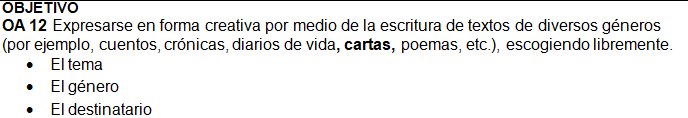 OBJETIVO
OA 12 Expresarse en forma creativa por medio de la escritura de textos de diversos géneros
(por ejemplo, cuentos, crónicas, diarios de vida, cartas, poemas, etc.), escogiendo libremente.
• El tema
• El género
• El destinatario